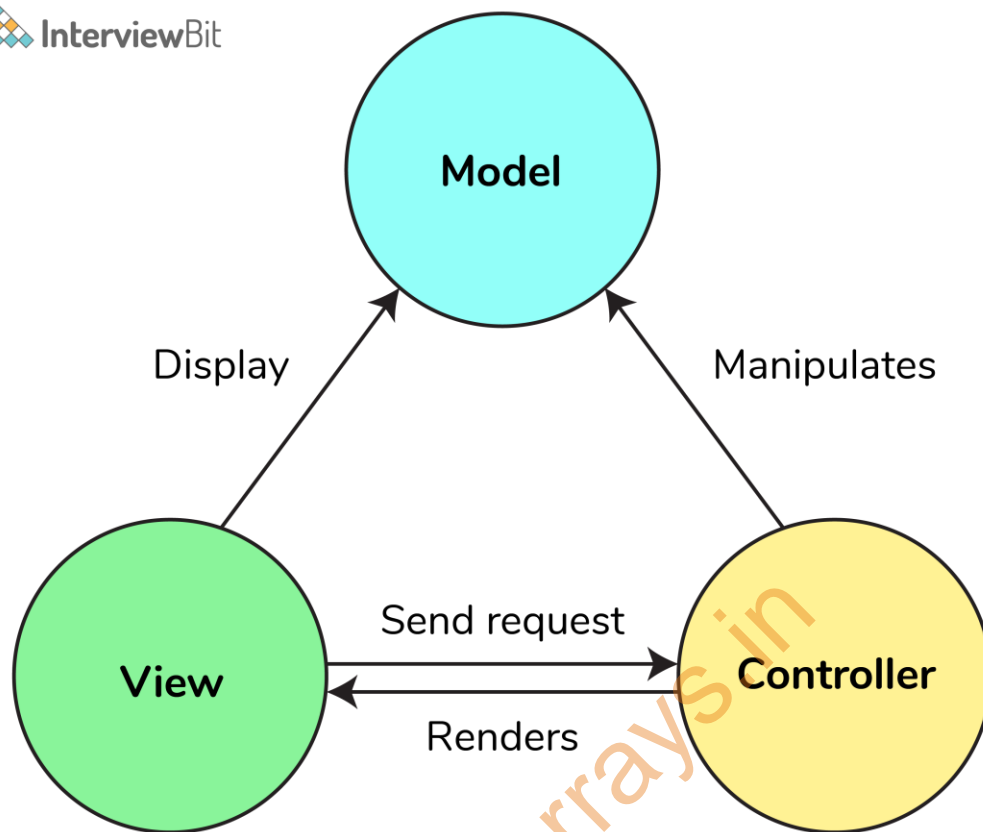 InterviewBit
Model
Display
Manipulates
Send request
View
Controller
Renders
rrays.in